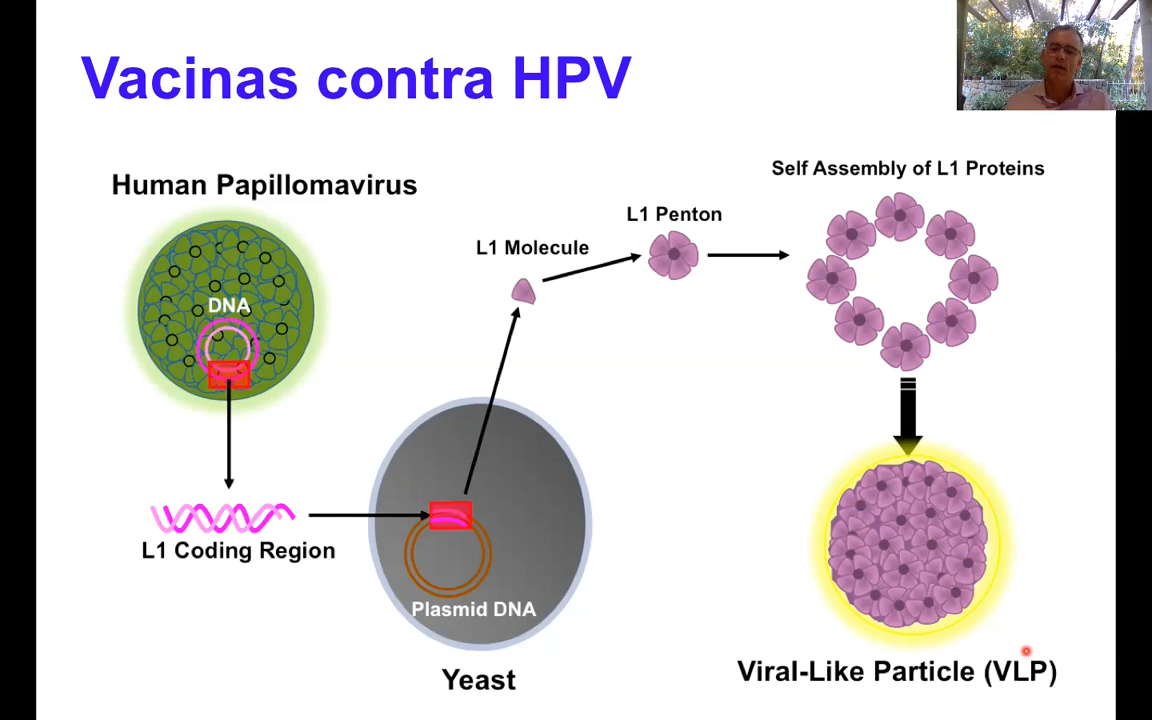 Vacinas contra HPV
Human Papillomavirus
DNA
L1 Coding Region
Plasmid DNA
Yeast
L1 Molecule
L1 Penton
Self Assembly of L1 Proteins
Viral-Like Particle (VLP)